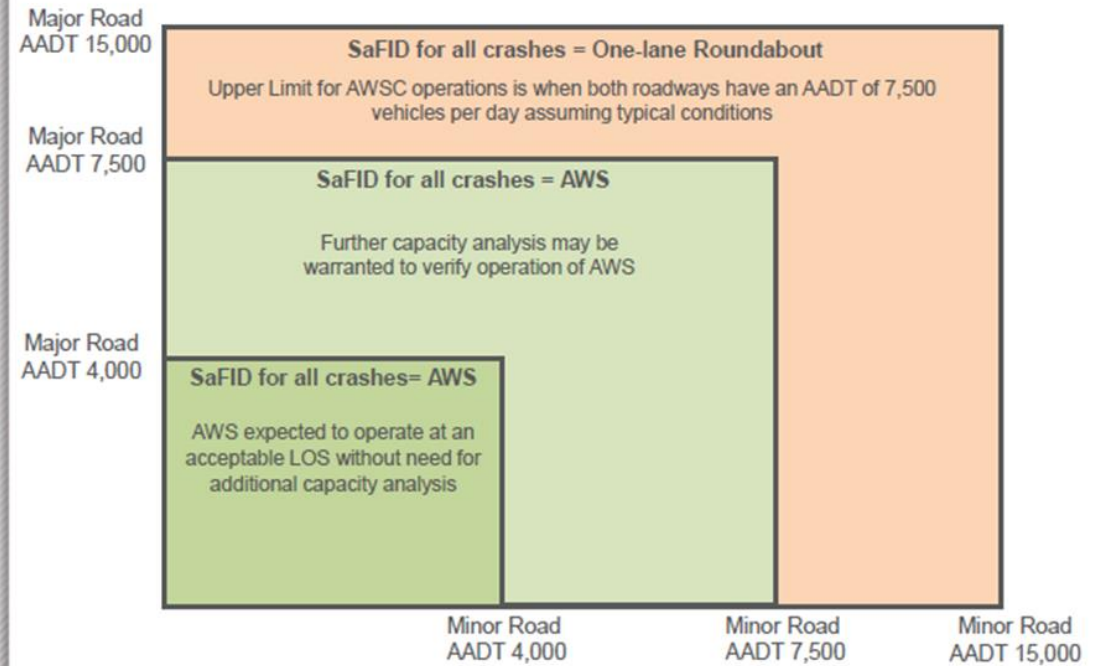 Major Road
AADT 15,000
SaFID for all crashes = One-lane Roundabout
Upper Limit for AWSC operations is when both roadways have an AADT of 7,500
vehicles per day assuming typical conditions
Major Road
AADT 7,500
SaFID for all crashes = AWS
Further capacity analysis may be
warranted to verify operation of AWS
Major Road
AADT 4,000
SaFID for all crashes= AWS
AWS expected to operate at an
acceptable LOS without need for
additional capacity analysis
Minor Road
AADT 4,000
Minor Road
AADT 7,500
Minor Road
AADT 15,000